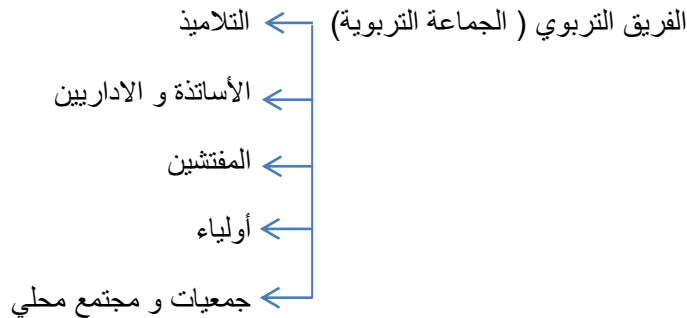 الفريق التربوي ( الجماعة التربوية) التلاميذ
الأساتذة و الاداريين
المفتشين
أولياء
جمعيات و مجتمع محلي